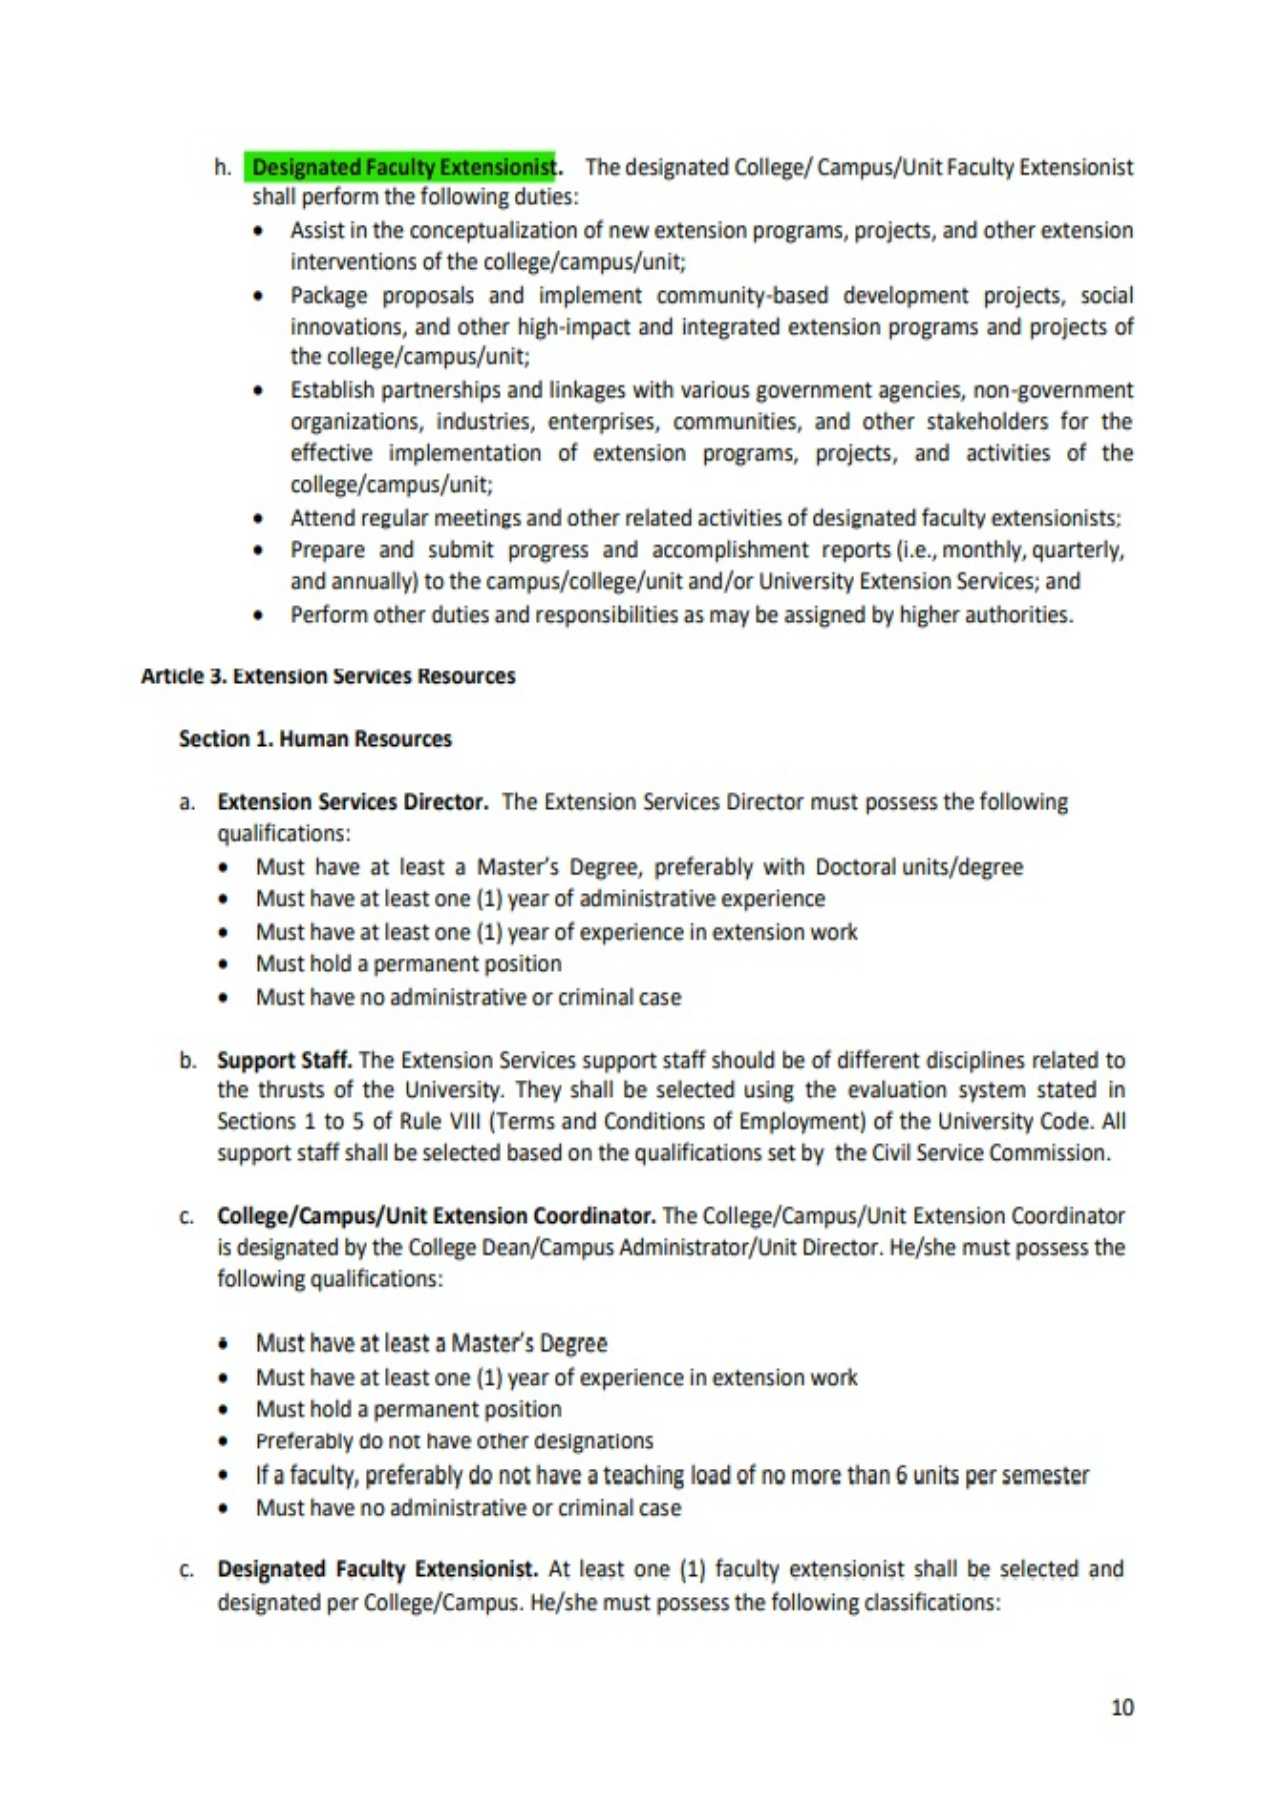 h. Designated Faculty Extensionist. The designated College/ Campus/Unit Faculty Extensionist
shall perform the following duties:
• Assist in the conceptualization of new extension programs, projects, and other extension
interventions of the college/campus/unit;
• Package proposals and implement community-based development projects, social
innovations, and other high-impact and integrated extension programs and projects of
the college/campus/unit;
• Establish partnerships and linkages with various government agencies, non-government
organizations, industries, enterprises, communities, and other stakeholders for the
effective implementation of extension programs, projects, and activities of the
college/campus/unit;
• Attend regular meetings and other related activities of designated faculty extensionists;
• Prepare and submit progress and accomplishment reports (i.e., monthly, quarterly,
and annually) to the campus/college/unit and/or University Extension Services; and
• Perform other duties and responsibilities as may be assigned by higher authorities.
Article 3. Extension Services Resources
Section 1. Human Resources
a. Extension Services Director. The Extension Services Director must possess the following
qualifications:
• Must have at least a Master's Degree, preferably with Doctoral units/degree
• Must have at least one (1) year of administrative experience
• Must have at least one (1) year of experience in extension work
• Must hold a permanent position
• Must have no administrative or criminal case
b. Support Staff. The Extension Services support staff should be of different disciplines related to
the thrusts of the University. They shall be selected using the evaluation system stated in
Sections 1 to 5 of Rule VIII (Terms and Conditions of Employment) of the University Code. All
support staff shall be selected based on the qualifications set by the Civil Service Commission.
c. College/Campus/Unit Extension Coordinator. The College/Campus/Unit Extension Coordinator
is designated by the College Dean/Campus Administrator/Unit Director. He/she must possess the
following qualifications:
• Must have at least a Master's Degree
• Must have at least one (1) year of experience in extension work
• Must hold a permanent position
• Preferably do not have other designations
• If a faculty, preferably do not have a teaching load of no more than 6 units per semester
• Must have no administrative or criminal case
c. Designated Faculty Extensionist. At least one (1) faculty extensionist shall be selected and
designated per College/Campus. He/she must possess the following classifications:
10